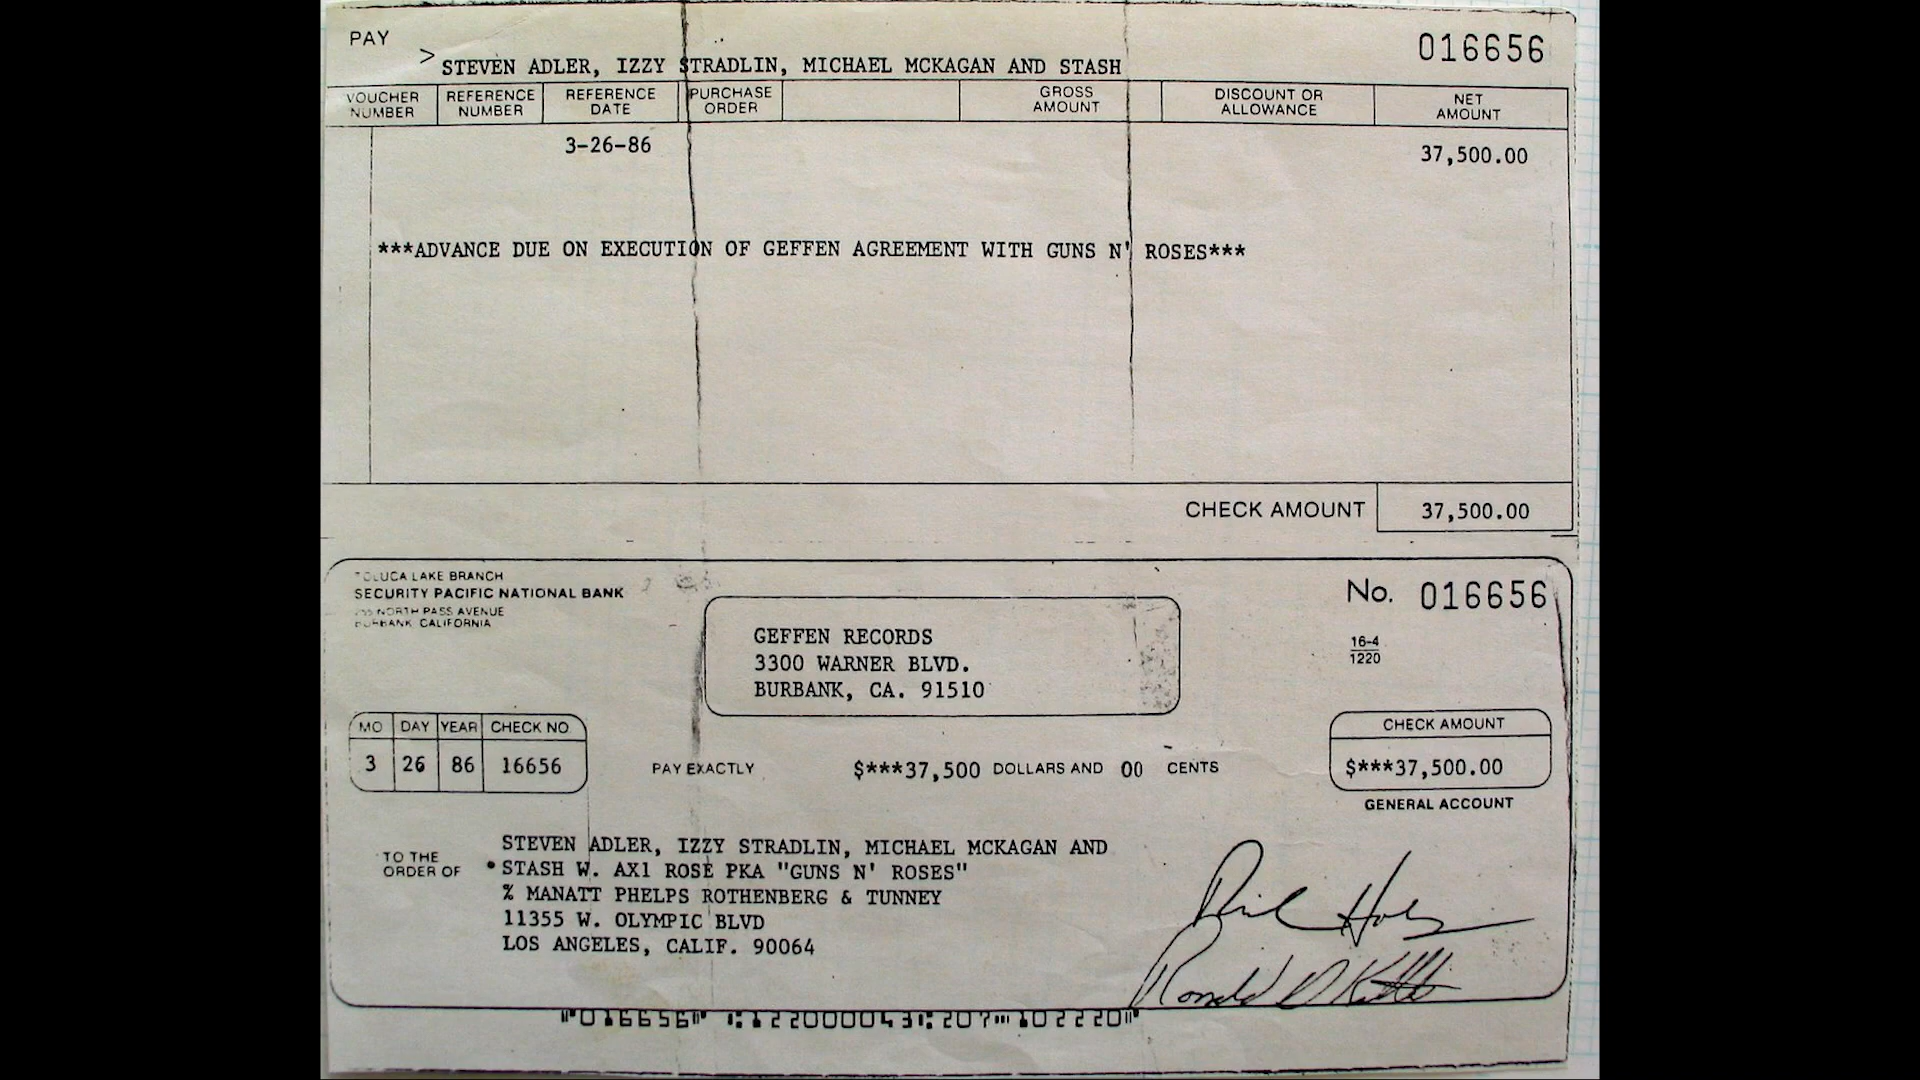 PAY
> STEVEN ADLER, IZZY STRADLIN, MICHAEL MCKAGAN AND STASH
016656
VOUCHER NUMBER REFERENCE NUMBER REFERENCE DATE PURCHASE ORDER GROSS AMOUNT DISCOUNT OR ALLOWANCE NET AMOUNT
3-26-86 37,500.00
***ADVANCE DUE ON EXECUTION OF GEFFEN AGREEMENT WITH GUNS N' ROSES***
CHECK AMOUNT 37,500.00
TOLUCA LAKE BRANCH
SECURITY PACIFIC NATIONAL BANK
NORTH PASS AVENUE
BURBANK, CALIFORNIA
GEFFEN RECORDS
3300 WARNER BLVD.
BURBANK, CA. 91510
No. 016656
16-4
1220
MO DAY YEAR CHECK NO.
3 26 86 16656
PAY EXACTLY $***37,500 DOLLARS AND 00 CENTS
CHECK AMOUNT
$***37,500.00
GENERAL ACCOUNT
TO THE
ORDER OF
STEVEN ADLER, IZZY STRADLIN, MICHAEL MCKAGAN AND
STASH W. AX1 ROSE PKA "GUNS N' ROSES"
% MANATT PHELPS ROTHENBERG & TUNNEY
11355 W. OLYMPIC BLVD
LOS ANGELES, CALIF. 90064
Ronald D
⑈016656⑈ ⑆122000043⑆207⑉102220⑈